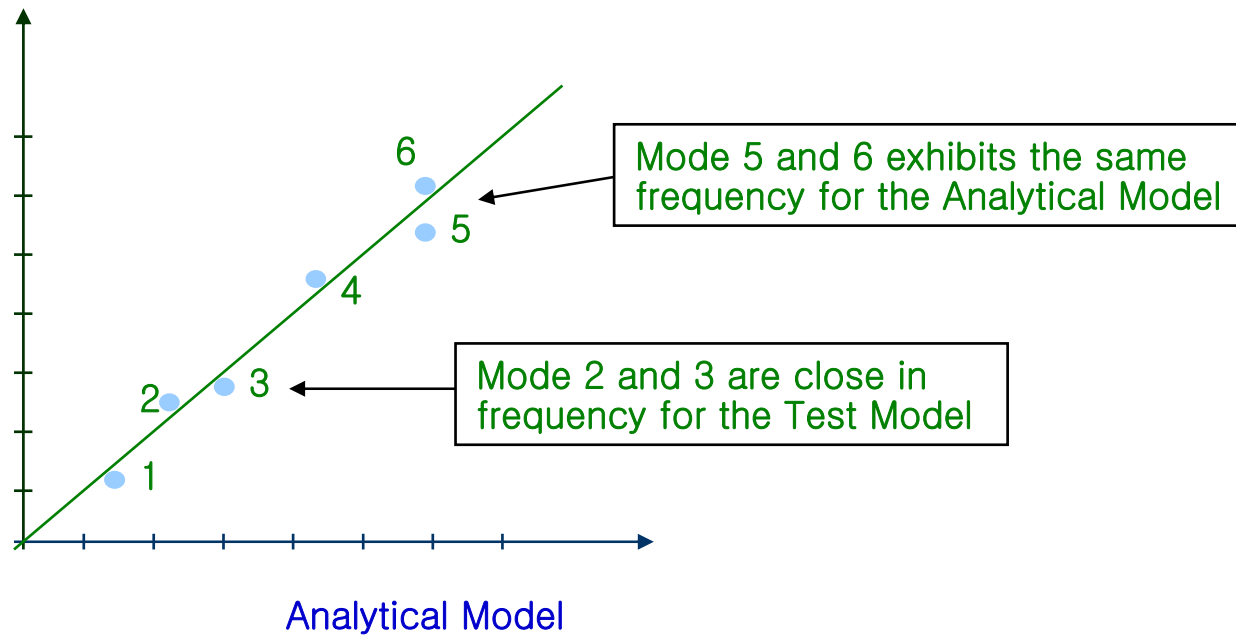 6
Mode 5 and 6 exhibits the same
frequency for the Analytical Model
5
4
3
Mode 2 and 3 are close in
frequency for the Test Model
2
1
Analytical Model